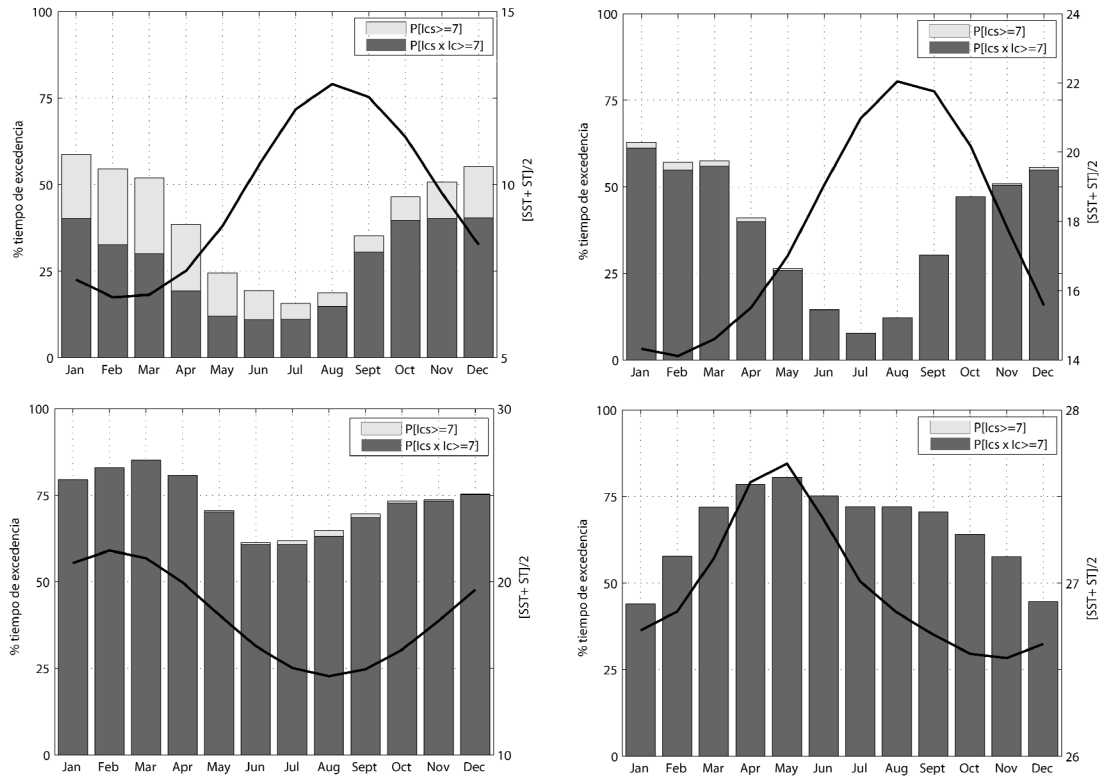 100
75
50
25
0
% tiempo de excedencia
P[Ics>=7]
P[Ics x Ic>=7]
15
10
5
[SST+ ST]/2
Jan Feb Mar Apr May Jun Jul Aug Sept Oct Nov Dec
100
75
50
25
0
% tiempo de excedencia
P[Ics>=7]
P[Ics x Ic>=7]
24
22
20
18
16
14
[SST+ ST]/2
Jan Feb Mar Apr May Jun Jul Aug Sept Oct Nov Dec
100
75
50
25
0
% tiempo de excedencia
P[Ics>=7]
P[Ics x Ic>=7]
30
20
10
[SST+ ST]/2
Jan Feb Mar Apr May Jun Jul Aug Sept Oct Nov Dec
100
75
50
25
0
% tiempo de excedencia
P[Ics>=7]
P[Ics x Ic>=7]
28
27
26
[SST+ ST]/2
Jan Feb Mar Apr May Jun Jul Aug Sept Oct Nov Dec